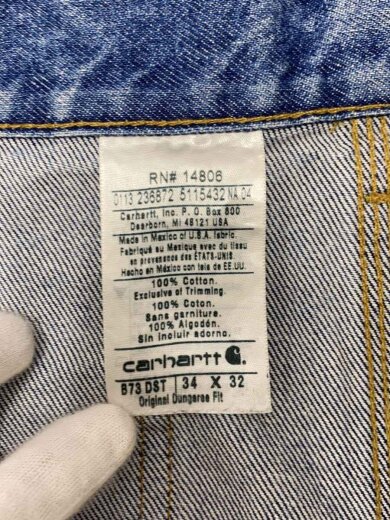 RN# 14806
0113 236872 5115432 NA 04
Carhartt, Inc. P.O. Box 600
Dearborn, MI 48121 USA
Made in Mexico of U.S.A. fabric.
Fabriqué au Mexique avec du tissu
en provenances des ÉTATS-UNIS.
Hecho en México con tela de EE.UU.
100% Cotton.
Exclusive of Trimming.
100% Coton.
Sans garniture.
100% Algodón.
Sin incluir adorno.
carhartt
B73 DST 34 X 32
Original Dungaree Fit